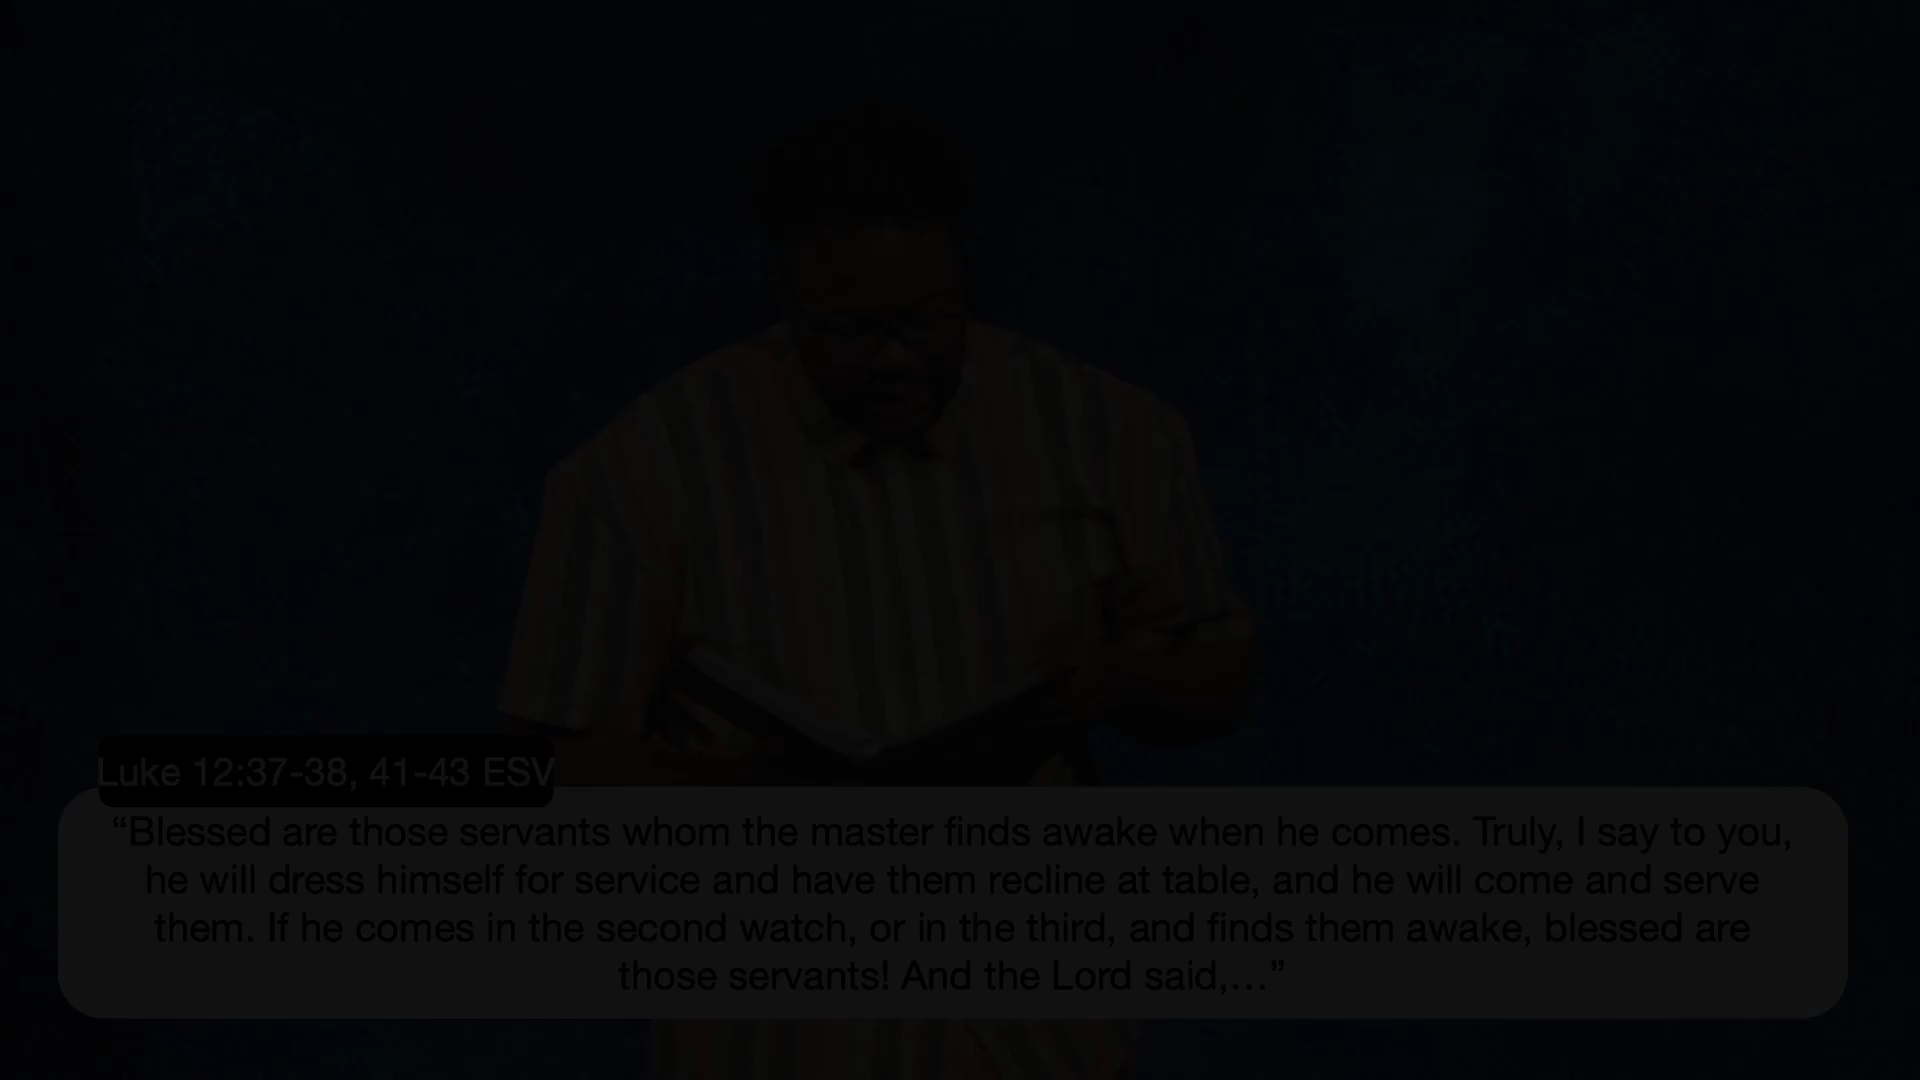 Luke 12:37-38, 41-43 ESV
“Blessed are those servants whom the master finds awake when he comes. Truly, I say to you,
he will dress himself for service and have them recline at table, and he will come and serve
them. If he comes in the second watch, or in the third, and finds them awake, blessed are
those servants! And the Lord said,…”